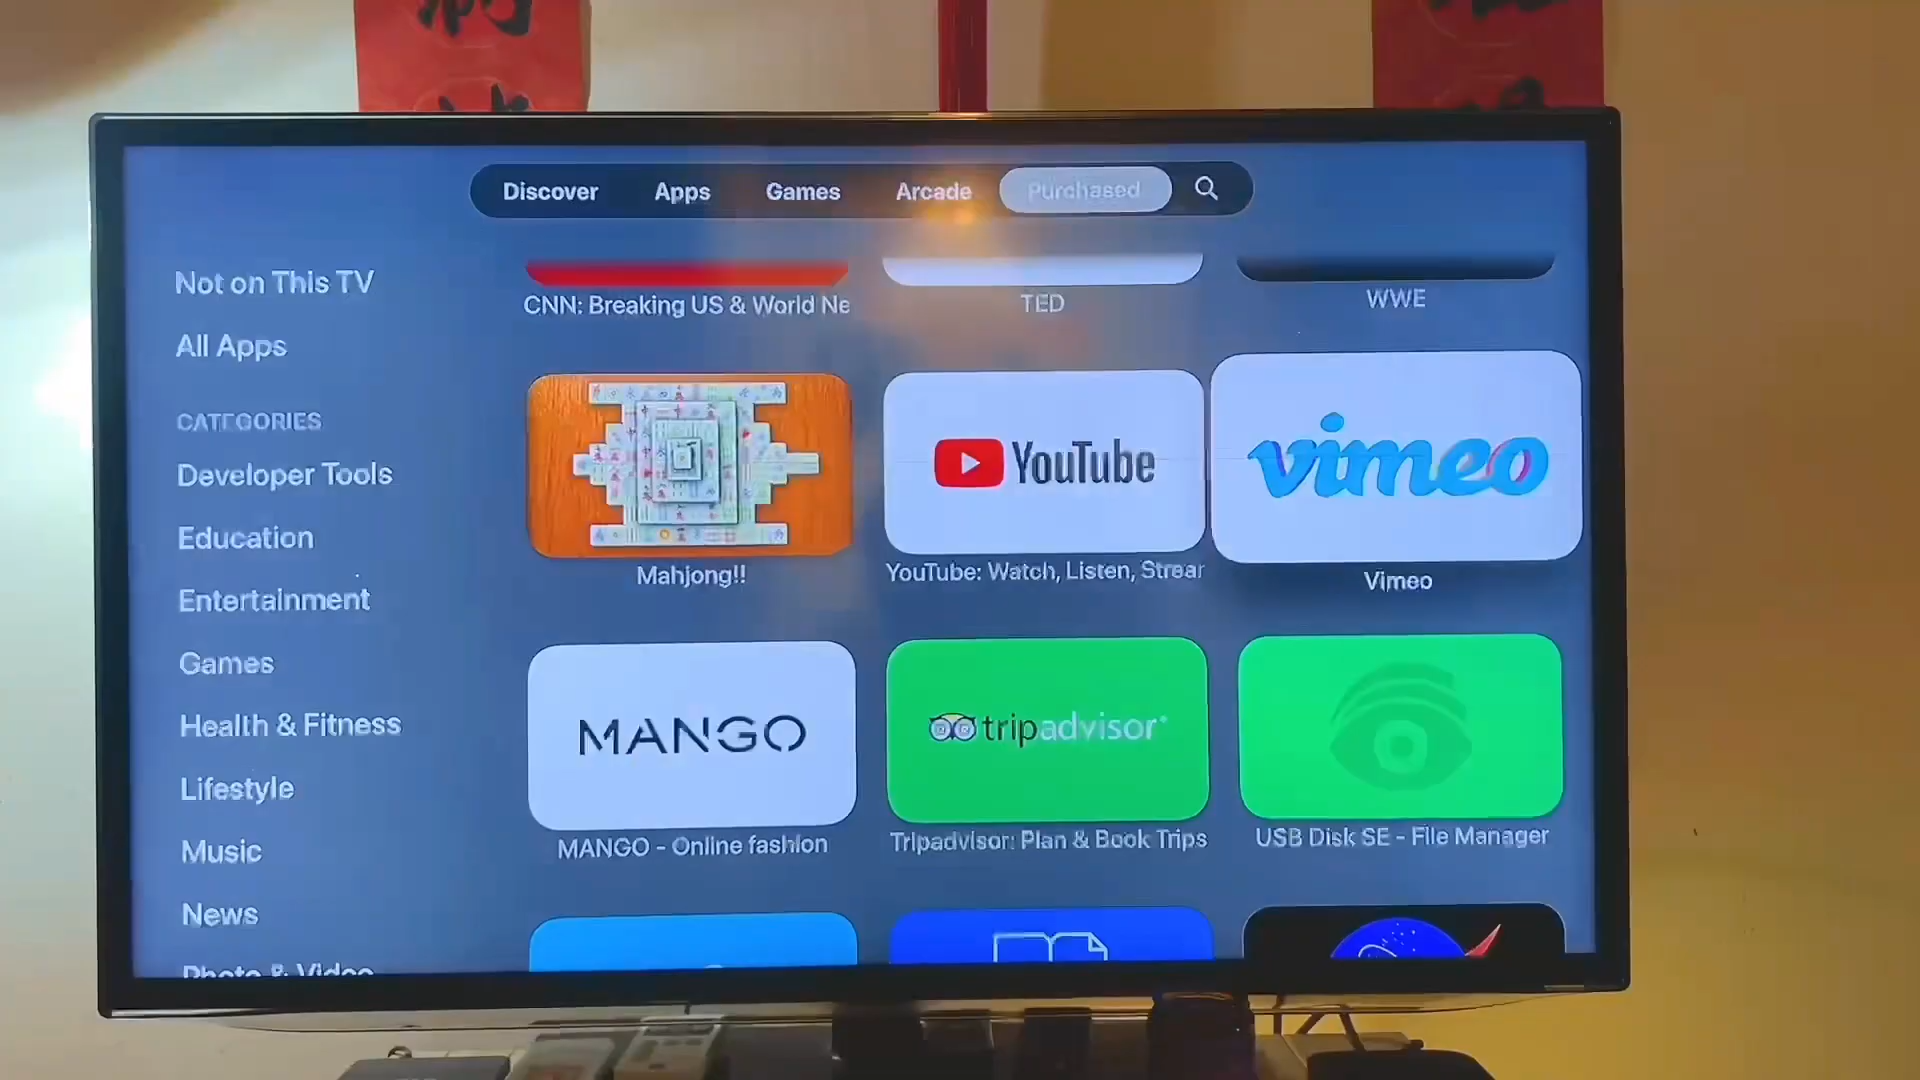 Discover Apps Games Arcade Purchased
Not on This TV
All Apps
CATEGORIES
Developer Tools
Education
Entertainment
Games
Health & Fitness
Lifestyle
Music
News
Photo & Video
CNN: Breaking US & World Ne
TED
WWE
Mahjong!!
YouTube
YouTube: Watch, Listen, Strear
vimeo
Vimeo
MANGO
MANGO - Online fashion
tripadvisor
Tripadvisor: Plan & Book Trips
USB Disk SE - File Manager